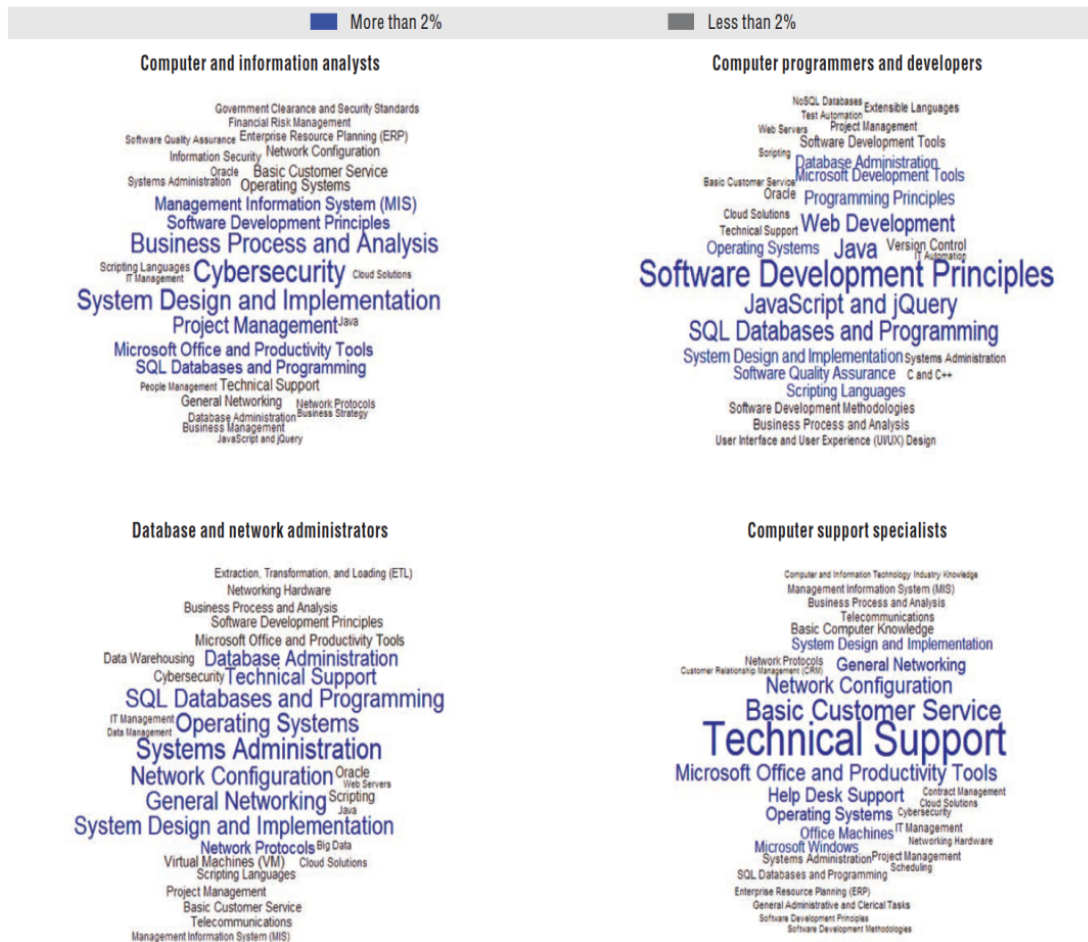 More than 2%
Less than 2%
Computer and information analysts
Government Clearance and Security Standards
Financial Risk Management
Software Quality Assurance Enterprise Resource Planning (ERP)
Information Security Network Configuration
Oracle Basic Customer Service
Systems Administration Operating Systems
Management Information System (MIS)
Software Development Principles
Business Process and Analysis
Scripting Languages Cybersecurity Cloud Solutions
IT Management
System Design and Implementation
Project Management Java
Microsoft Office and Productivity Tools
SQL Databases and Programming
People Management Technical Support
General Networking Network Protocols
Database Administration Business Strategy
Business Management
JavaScript and jQuery
Computer programmers and developers
NoSQL Databases Extensible Languages
Test Automation
Web Servers Project Management
Software Development Tools
Scripting Database Administration
Basic Customer Service Microsoft Development Tools
Oracle Programming Principles
Cloud Solutions Web Development
Technical Support
Operating Systems Java Version Control
IT Automation
Software Development Principles
JavaScript and jQuery
SQL Databases and Programming
System Design and Implementation Systems Administration
Software Quality Assurance C and C++
Scripting Languages
Software Development Methodologies
Business Process and Analysis
User Interface and User Experience (UI/UX) Design
Database and network administrators
Extraction, Transformation, and Loading (ETL)
Networking Hardware
Business Process and Analysis
Software Development Principles
Microsoft Office and Productivity Tools
Data Warehousing Database Administration
Cybersecurity Technical Support
SQL Databases and Programming
IT Management Operating Systems
Data Management
Systems Administration
Network Configuration Oracle
Web Servers
General Networking Scripting
Java
System Design and Implementation
Network Protocols Big Data
Virtual Machines (VM) Cloud Solutions
Scripting Languages
Project Management
Basic Customer Service
Telecommunications
Management Information System (MIS)
Computer support specialists
Computer and Information Technology Industry Knowledge
Management Information System (MIS)
Business Process and Analysis
Telecommunications
Basic Computer Knowledge
System Design and Implementation
Network Protocols General Networking
Customer Relationship Management (CRM)
Network Configuration
Basic Customer Service
Technical Support
Microsoft Office and Productivity Tools
Help Desk Support Contract Management
Cloud Solutions
Operating Systems Cybersecurity
Office Machines IT Management
Microsoft Windows Networking Hardware
Systems Administration Project Management
Scheduling
SQL Databases and Programming
Enterprise Resource Planning (ERP)
General Administrative and Clerical Tasks
Software Development Principles
Software Development Methodologies